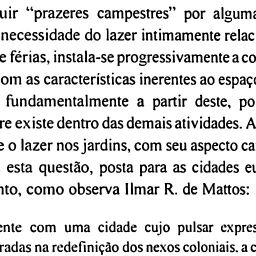 uir “prazeres campestres” por alguma
necessidade do lazer intimamente relac
e férias, instala-se progressivamente a co
om as características inerentes ao espaço
fundamentalmente a partir deste, po
re existe dentro das demais atividades. A
e o lazer nos jardins, com seu aspecto ca
esta questão, posta para as cidades eu
nto, como observa Ilmar R. de Mattos:
ente com uma cidade cujo pulsar expres
radas na redefinição dos nexos coloniais, a c